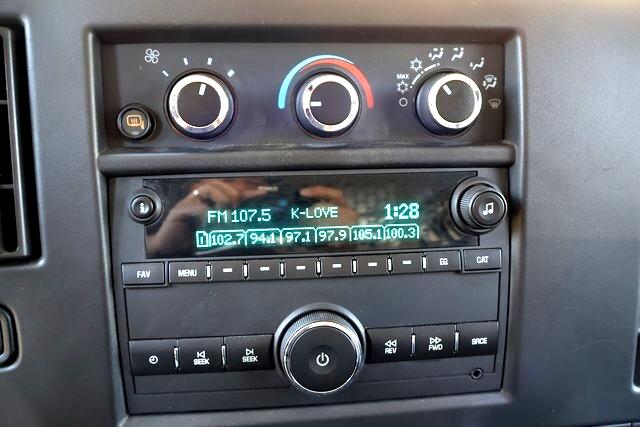 MAX
i
FM 107.5 K-LOVE 1:28
1 102.7 94.1 97.1 97.9 105.1 100.3
FAV MENU EQ CAT
SEEK SEEK REV FWD SRCE